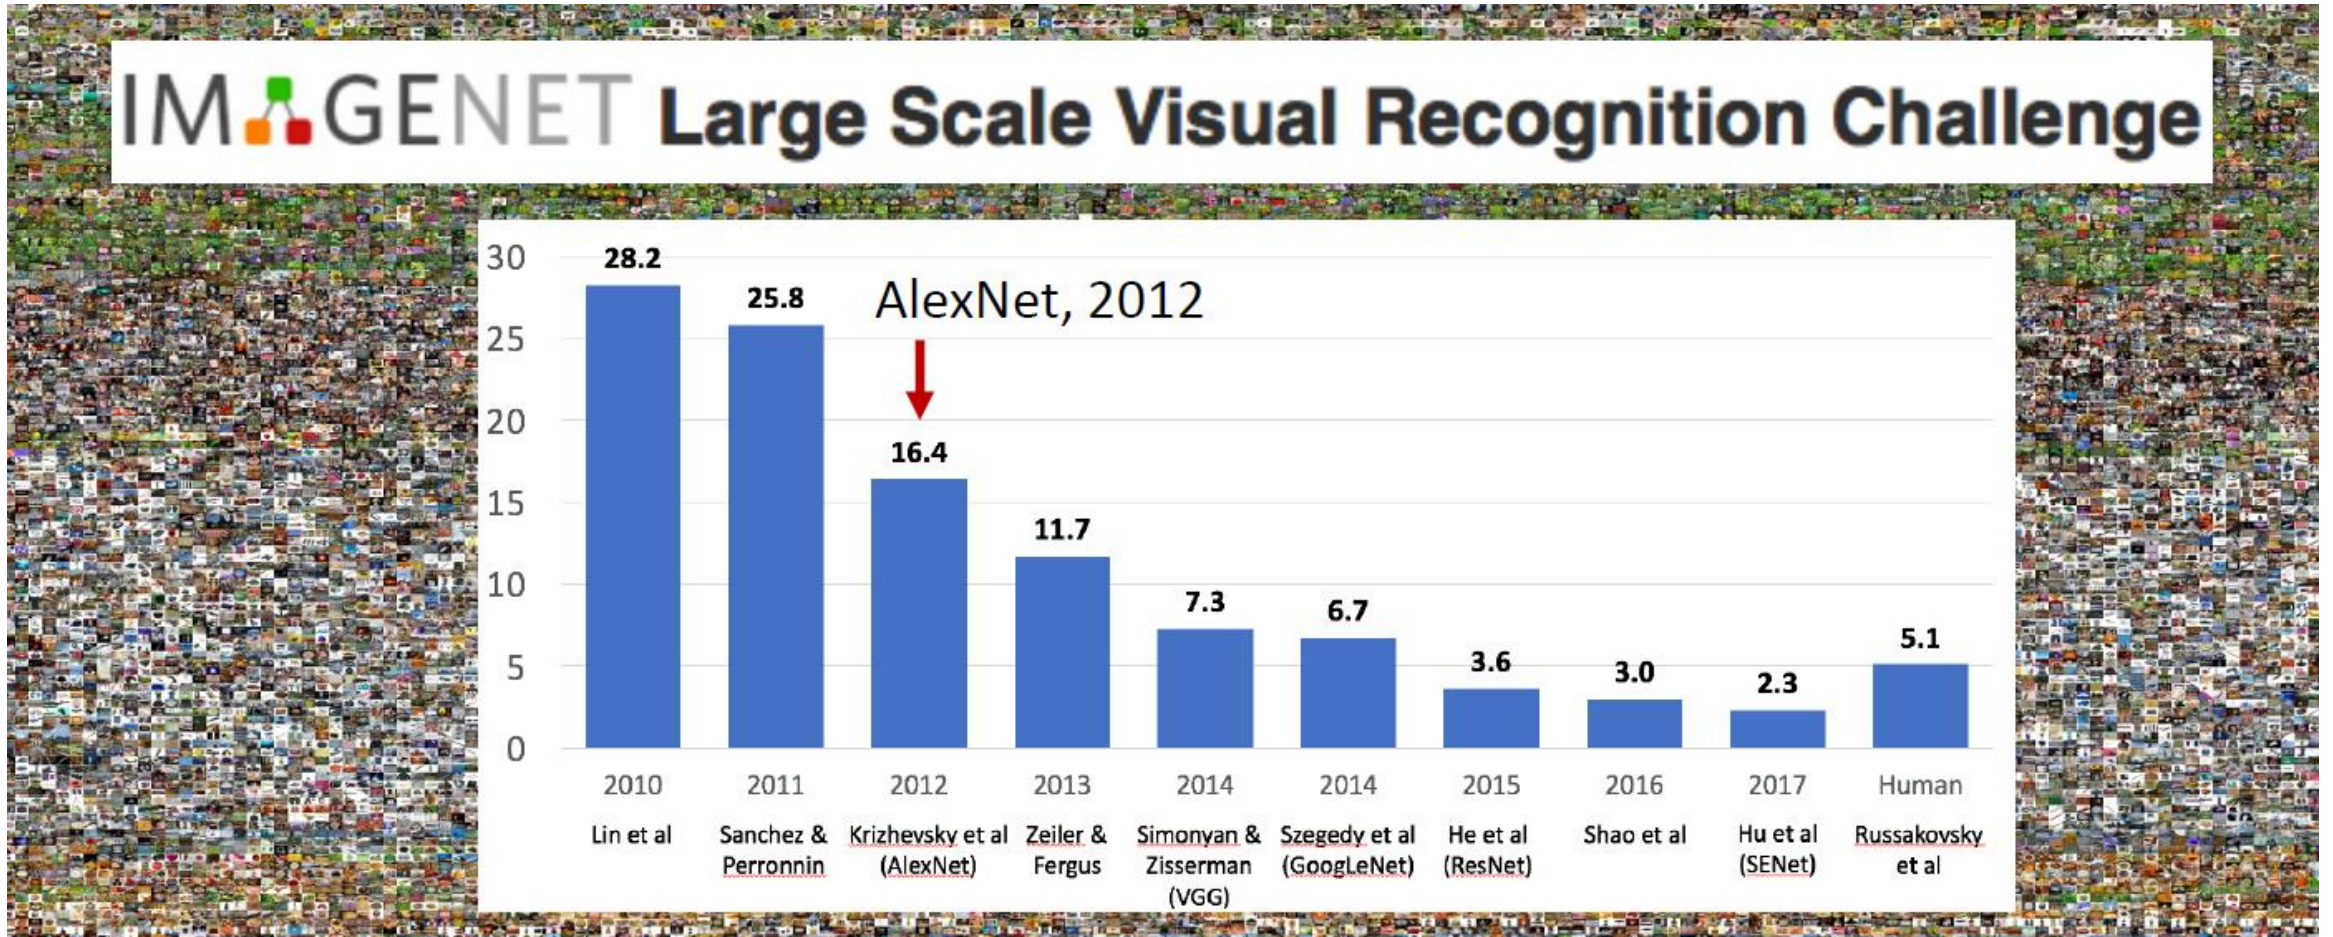 IMAGENET Large Scale Visual Recognition Challenge
30
25
20
15
10
5
0
28.2
25.8
AlexNet, 2012
16.4
11.7
7.3
6.7
3.6
3.0
2.3
5.1
2010 2011 2012 2013 2014 2014 2015 2016 2017 Human
Lin et al
Sanchez &
Perronnin
Krizhevsky et al
(AlexNet)
Zeiler &
Fergus
Simonyan &
Zisserman
(VGG)
Szegedy et al
(GoogLeNet)
He et al
(ResNet)
Shao et al
Hu et al
(SENet)
Russakovsky
et al